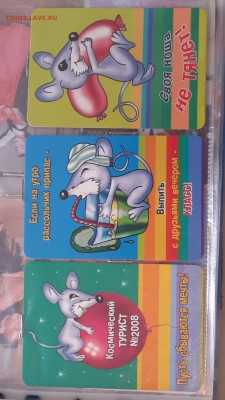 COINS.LAVE.RU
Своя ноша
не тянет!
Если на утро
рассольчик припас -
Выпить
с друзьями вечером -
КЛАСС!
Космический
ТУРИСТ
№2008
Пусть сбываются мечты!